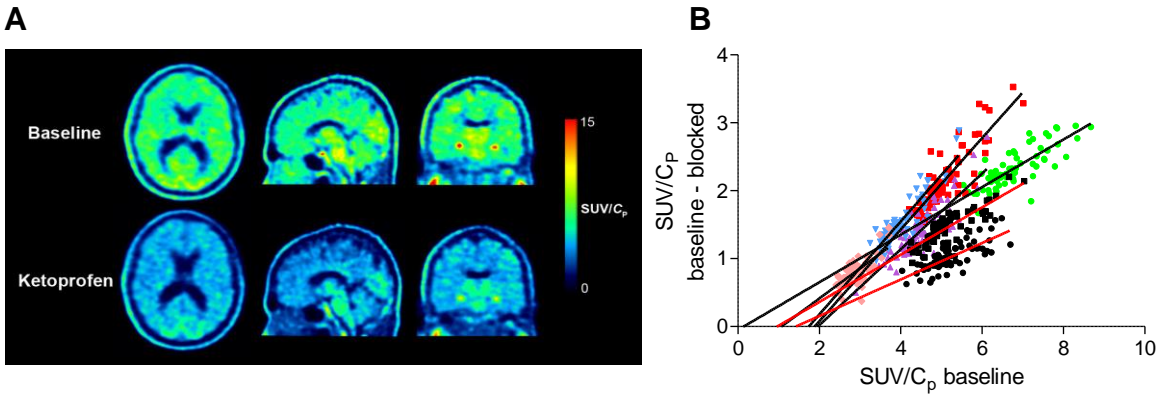 A
Baseline
Ketoprofen
15
SUV/Cp
0
B
SUV/CP
baseline - blocked
4
3
2
1
0
0
2
4
6
8
10
SUV/Cp baseline